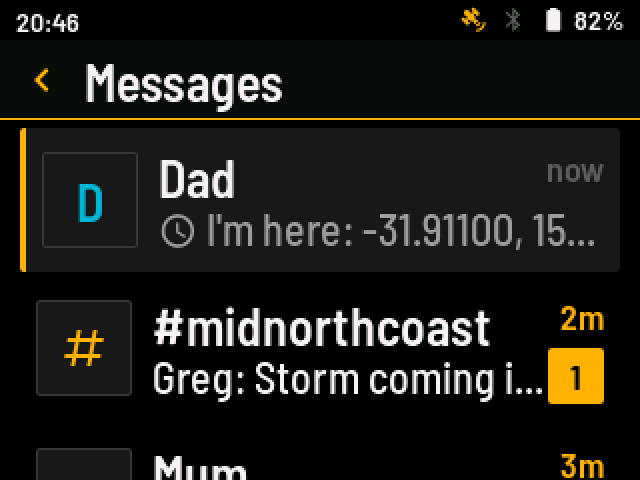 20:46
82%
Messages
D
Dad
now
I'm here: -31.91100, 15...
#
#midnorthcoast
2m
Greg: Storm coming i...
1
Mum
3m